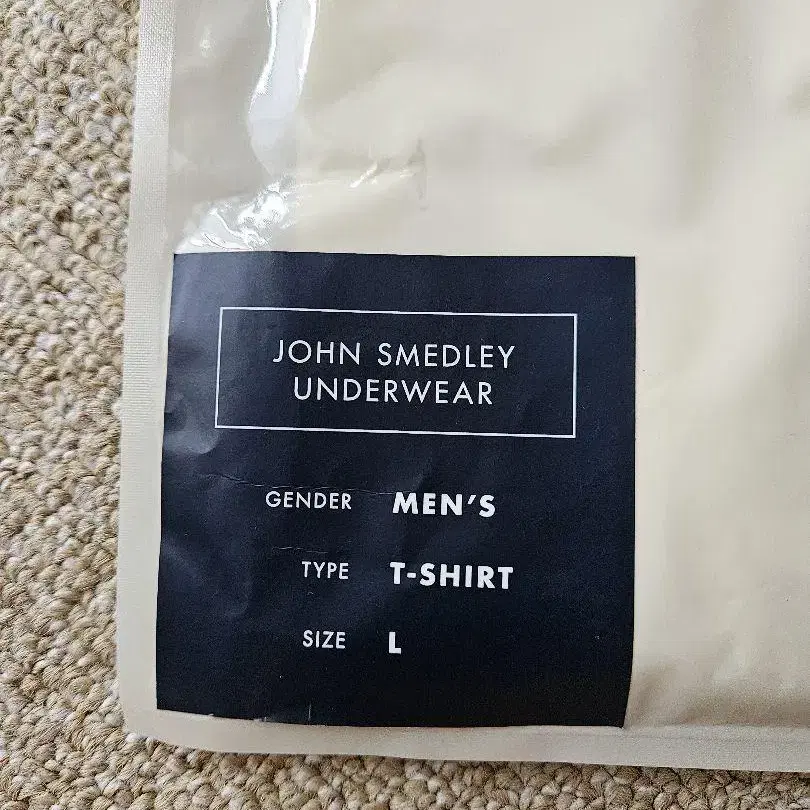 JOHN SMEDLEY
UNDERWEAR
GENDER MEN'S
TYPE T-SHIRT
SIZE L